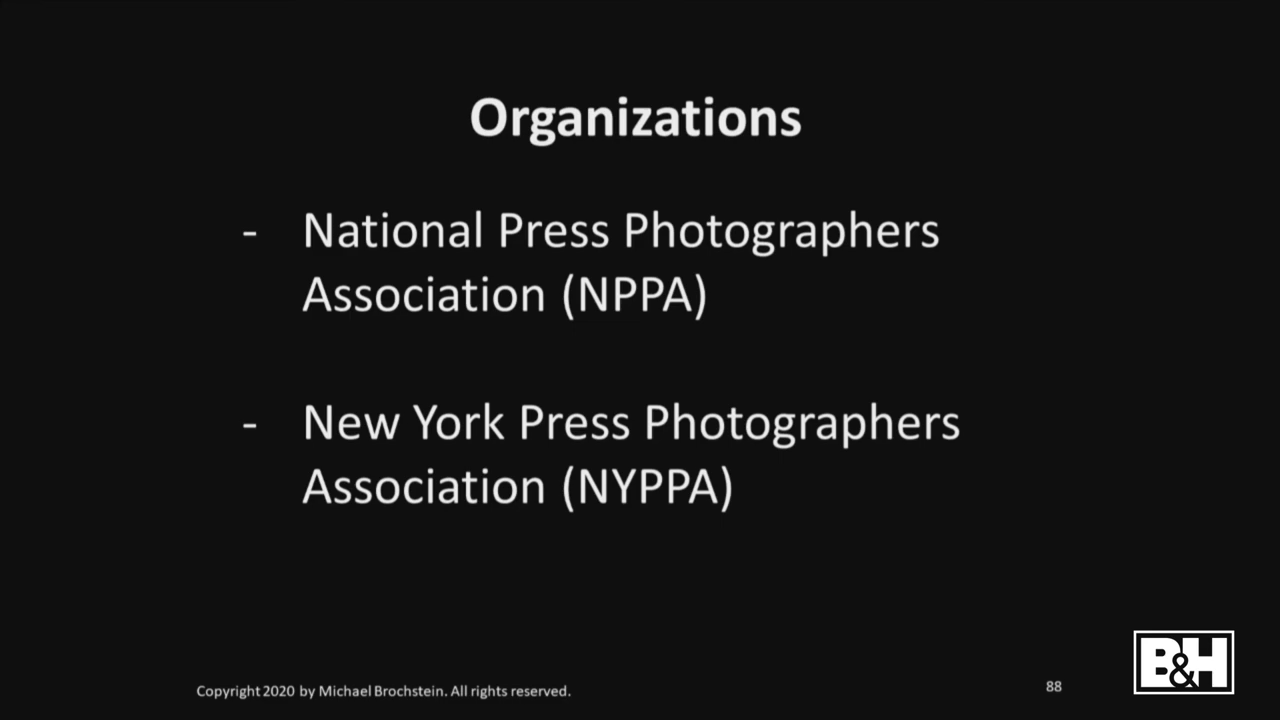 Organizations
- National Press Photographers
Association (NPPA)
- New York Press Photographers
Association (NYPPA)
Copyright 2020 by Michael Brochstein. All rights reserved.
88
B&H